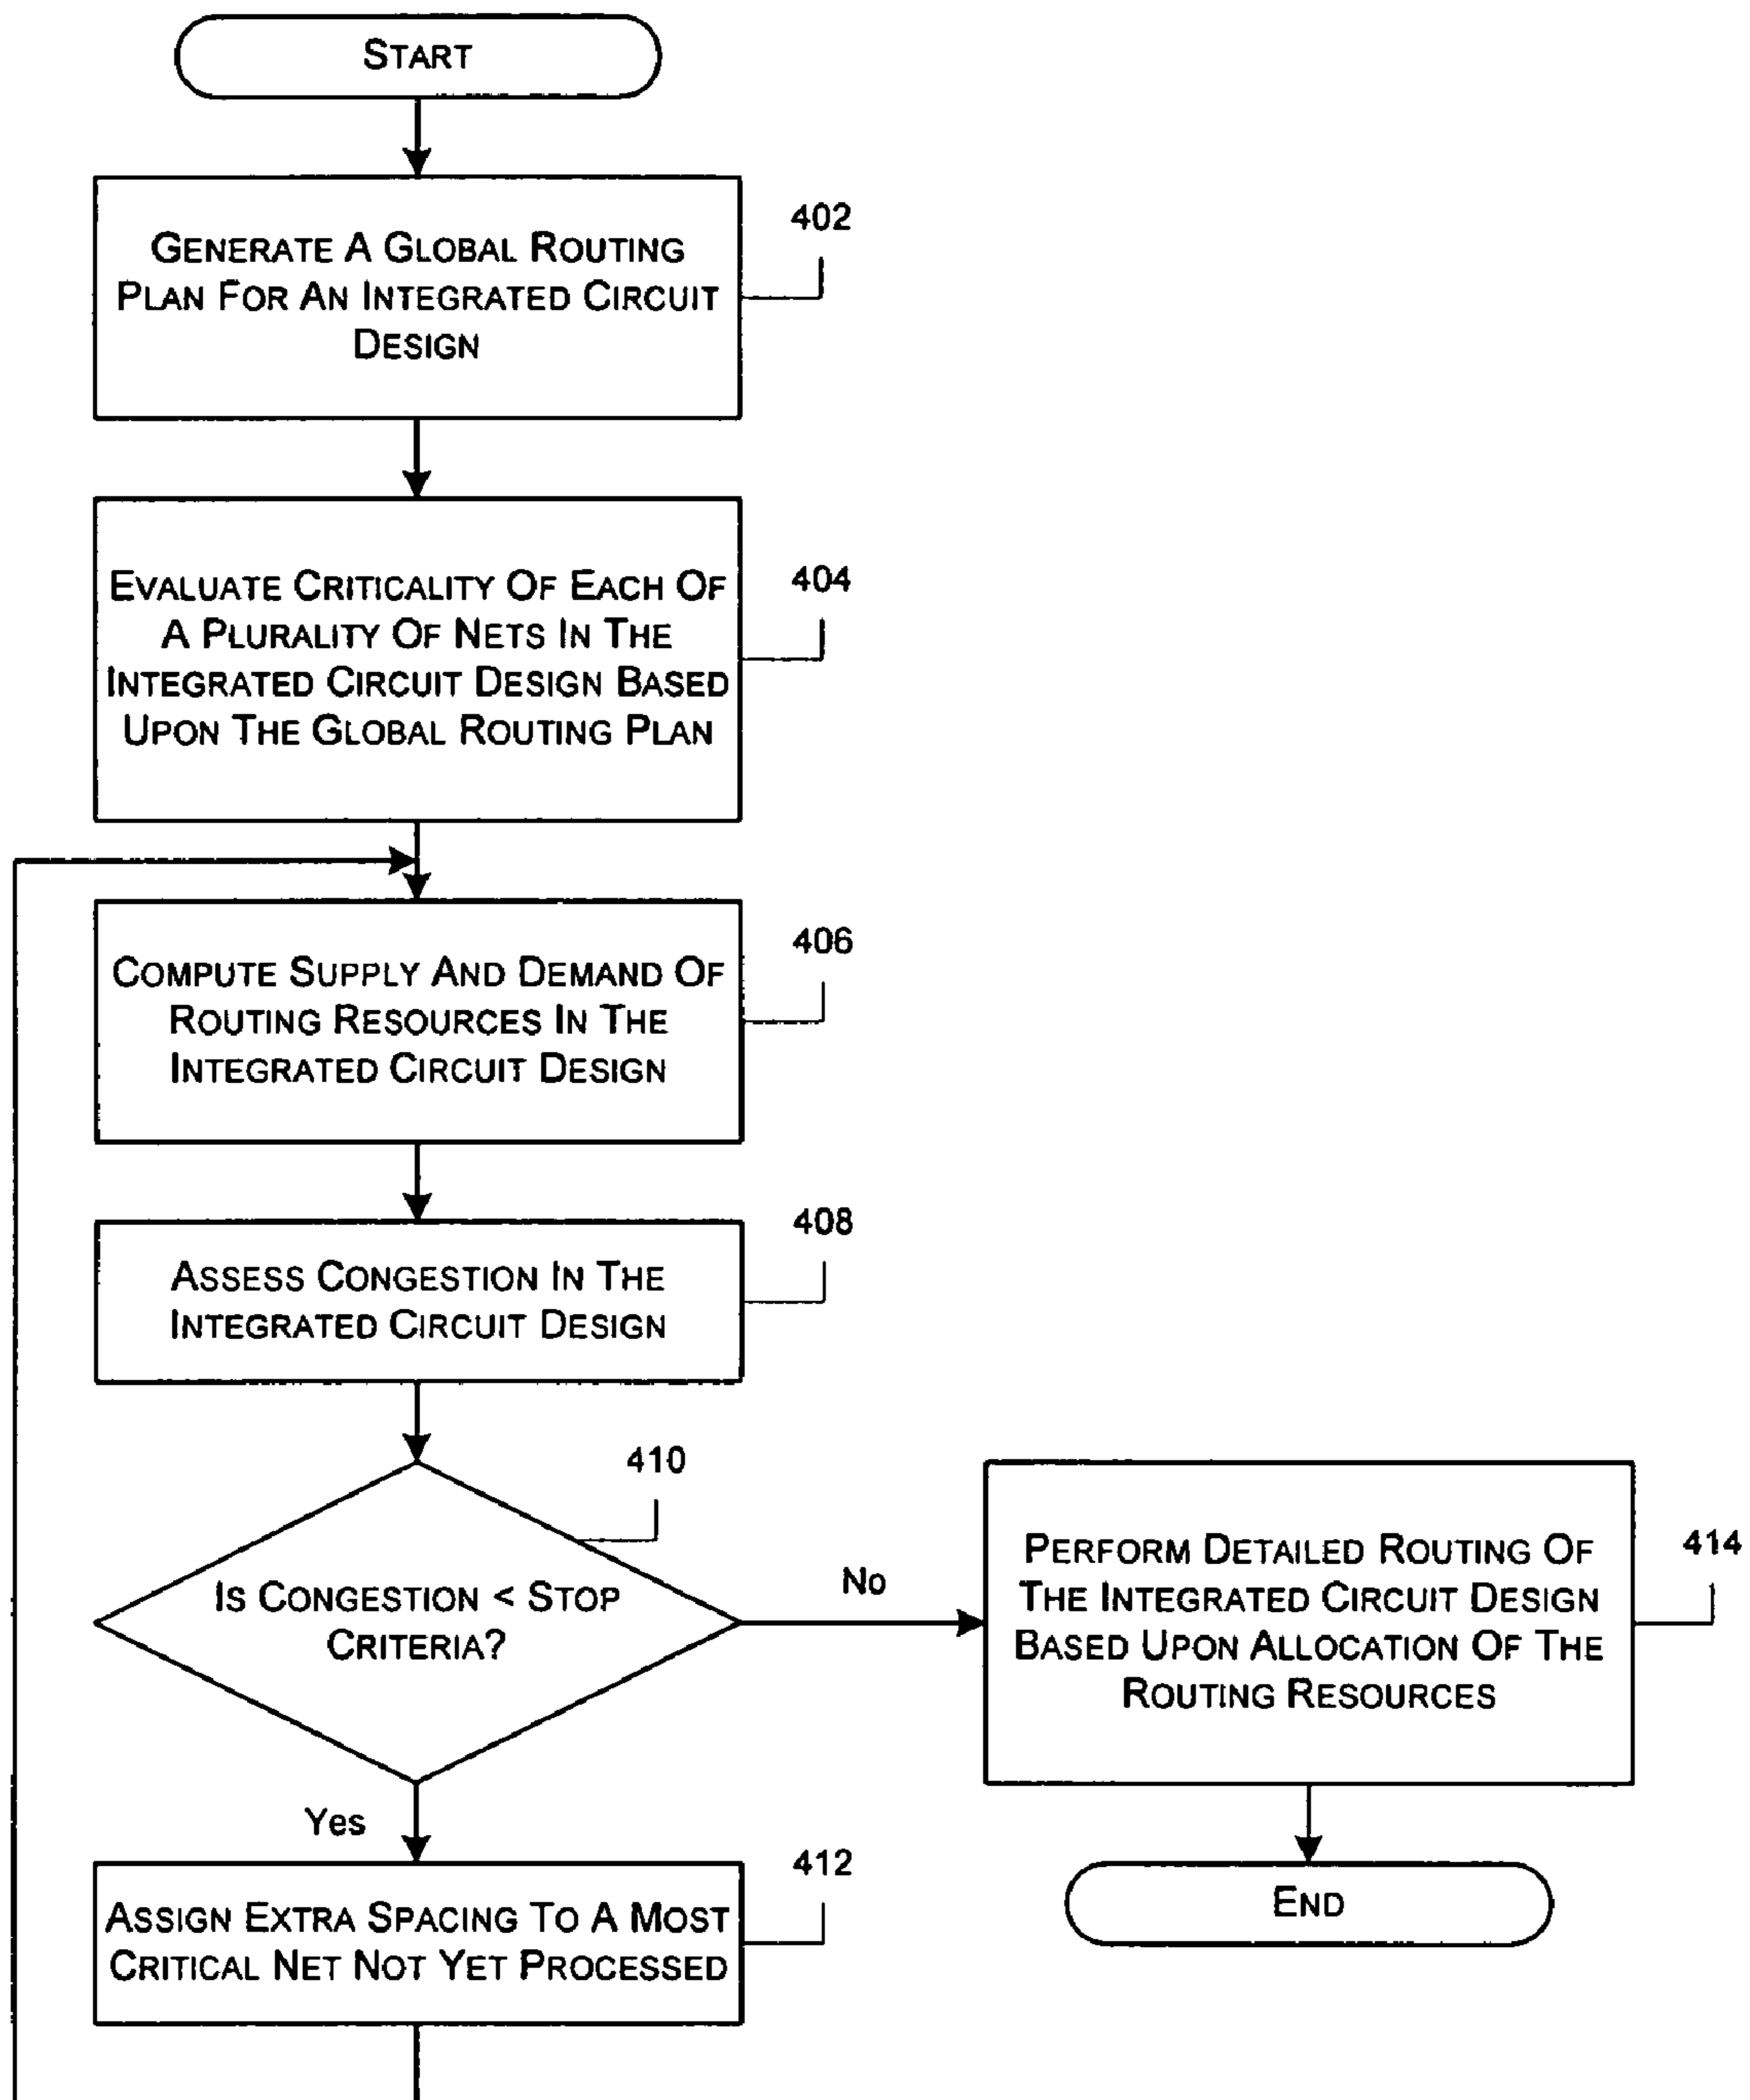 START
402
GENERATE A GLOBAL ROUTING
PLAN FOR AN INTEGRATED CIRCUIT
DESIGN
404
EVALUATE CRITICALITY OF EACH OF
A PLURALITY OF NETS IN THE
INTEGRATED CIRCUIT DESIGN BASED
UPON THE GLOBAL ROUTING PLAN
406
COMPUTE SUPPLY AND DEMAND OF
ROUTING RESOURCES IN THE
INTEGRATED CIRCUIT DESIGN
408
ASSESS CONGESTION IN THE
INTEGRATED CIRCUIT DESIGN
410
IS CONGESTION < STOP
CRITERIA?
No
414
PERFORM DETAILED ROUTING OF
THE INTEGRATED CIRCUIT DESIGN
BASED UPON ALLOCATION OF THE
ROUTING RESOURCES
Yes
412
ASSIGN EXTRA SPACING TO A MOST
CRITICAL NET NOT YET PROCESSED
END